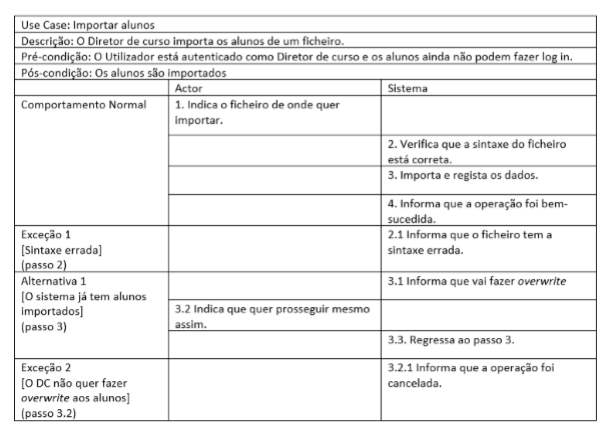 Use Case: Importar alunos
Descrição: O Diretor de curso importa os alunos de um ficheiro.
Pré-condição: O Utilizador está autenticado como Diretor de curso e os alunos ainda não podem fazer log in.
Pós-condição: Os alunos são importados
Actor
Sistema
Comportamento Normal
1. Indica o ficheiro de onde quer
importar.
2. Verifica que a sintaxe do ficheiro
está correta.
3. Importa e regista os dados.
4. Informa que a operação foi bem-
sucedida.
Exceção 1
[Sintaxe errada]
(passo 2)
2.1 Informa que o ficheiro tem a
sintaxe errada.
Alternativa 1
[O sistema já tem alunos
importados]
(passo 3)
3.1 Informa que vai fazer overwrite
3.2 Indica que quer prosseguir mesmo
assim.
3.3. Regressa ao passo 3.
Exceção 2
[O DC não quer fazer
overwrite aos alunos]
(passo 3.2)
3.2.1 Informa que a operação foi
cancelada.